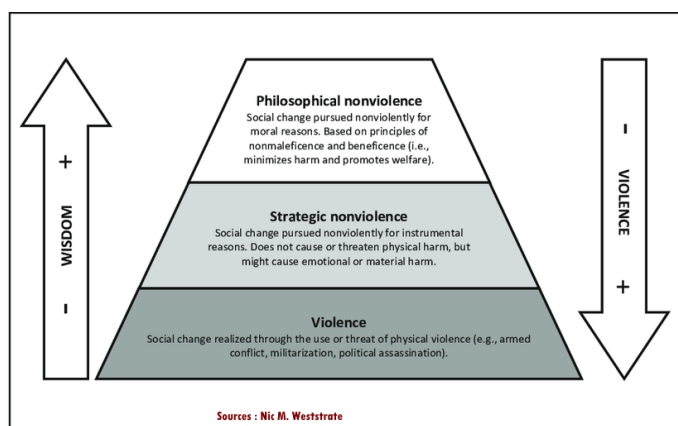 Philosophical nonviolence
Social change pursued nonviolently for
moral reasons. Based on principles of
nonmaleficence and beneficence (i.e.,
minimizes harm and promotes welfare).
+
WISDOM
-
Strategic nonviolence
Social change pursued nonviolently for instrumental
reasons. Does not cause or threaten physical harm, but
might cause emotional or material harm.
-
VIOLENCE
+
Violence
Social change realized through the use or threat of physical violence (e.g., armed
conflict, militarization, political assassination).
Sources : Nic M. Weststrate